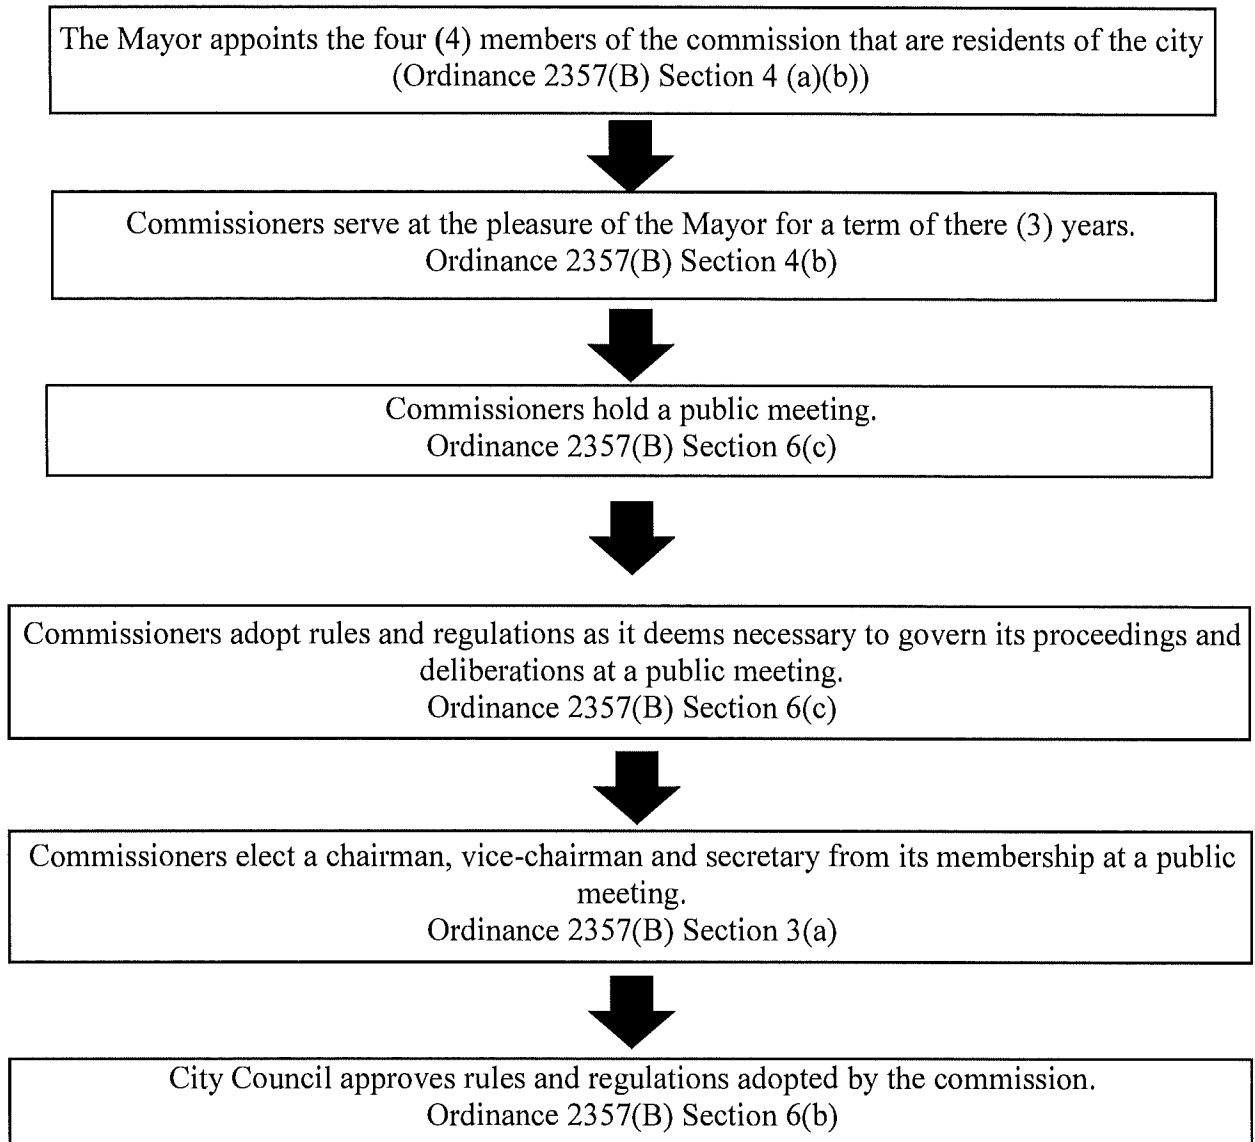 The Mayor appoints the four (4) members of the commission that are residents of the city
(Ordinance 2357(B) Section 4 (a)(b))
Commissioners serve at the pleasure of the Mayor for a term of there (3) years.
Ordinance 2357(B) Section 4(b)
Commissioners hold a public meeting.
Ordinance 2357(B) Section 6(c)
Commissioners adopt rules and regulations as it deems necessary to govern its proceedings and
deliberations at a public meeting.
Ordinance 2357(B) Section 6(c)
Commissioners elect a chairman, vice-chairman and secretary from its membership at a public
meeting.
Ordinance 2357(B) Section 3(a)
City Council approves rules and regulations adopted by the commission.
Ordinance 2357(B) Section 6(b)